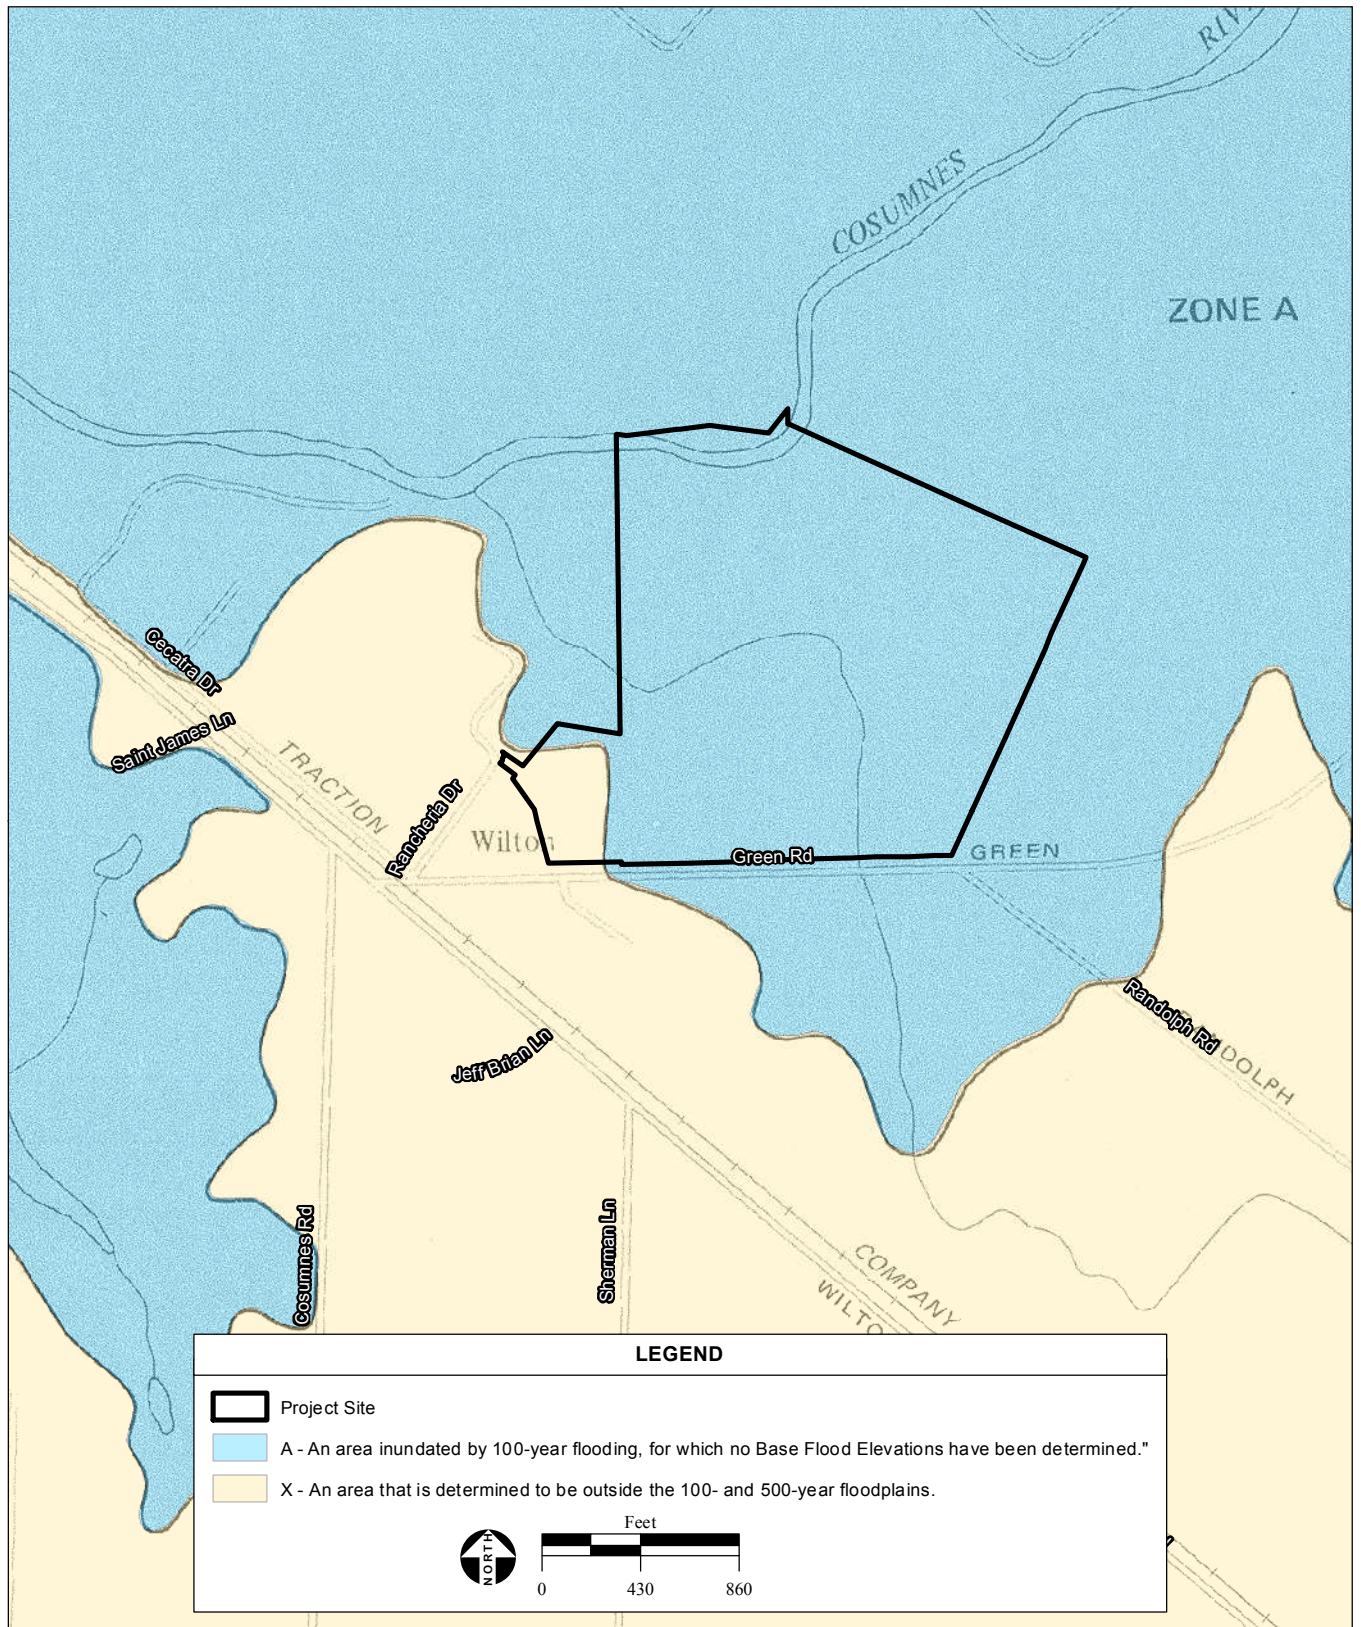 RIV
COSUMNES
ZONE A
Cecatra Dr
Saint James Ln
TRACTION
Rancheria Dr
Wilton
Green Rd
GREEN
Randolph Rd
RANDOLPH
Jeff Brian Ln
Cosumnes Rd
Sherman Ln
COMPANY
WILTO
LEGEND
Project Site
A - An area inundated by 100-year flooding, for which no Base Flood Elevations have been determined."
X - An area that is determined to be outside the 100- and 500-year floodplains.
NORTH
Feet
0 430 860